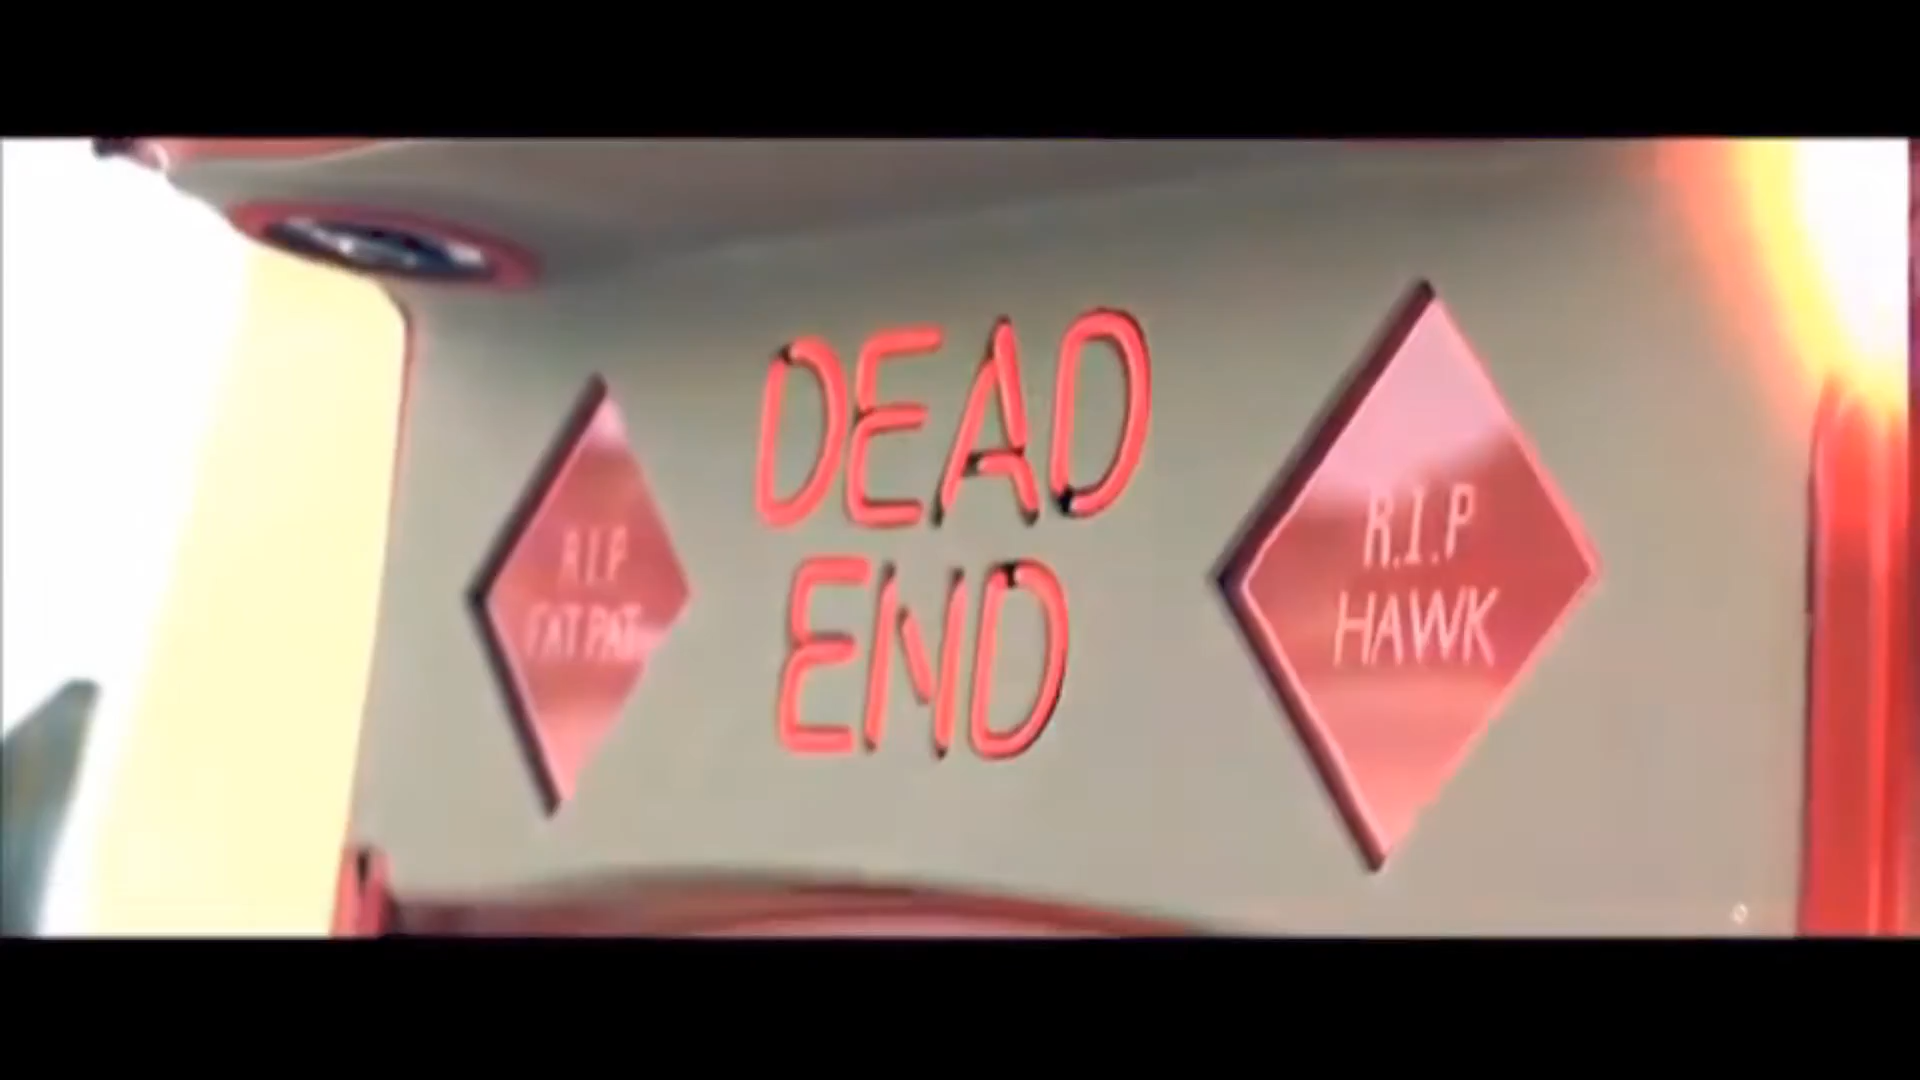 R.I.P
FAT PAT
DEAD
END
R.I.P
HAWK